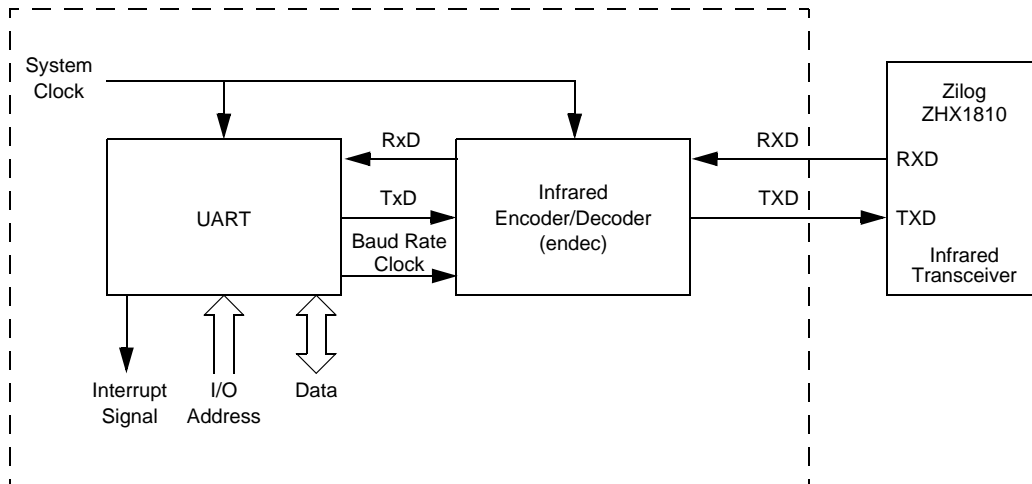 System
Clock
Zilog
ZHX1810
RxD
RXD
RXD
UART
TxD
Infrared
Encoder/Decoder
(endec)
TXD
TXD
Baud Rate
Clock
Infrared
Transceiver
Interrupt
Signal
I/O
Address
Data